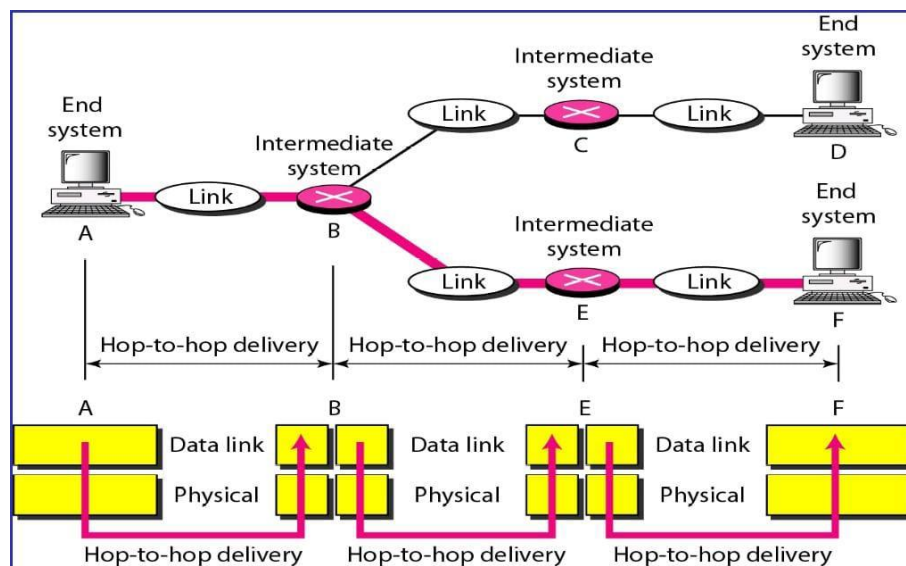 End
system
Intermediate
system
Link
C
Link
D
End
system
A
Link
Intermediate
system
B
End
system
Intermediate
system
Link
E
Link
F
Hop-to-hop delivery
Hop-to-hop delivery
Hop-to-hop delivery
A
B
E
F
Data link
Data link
Data link
Physical
Physical
Physical
Hop-to-hop delivery
Hop-to-hop delivery
Hop-to-hop delivery